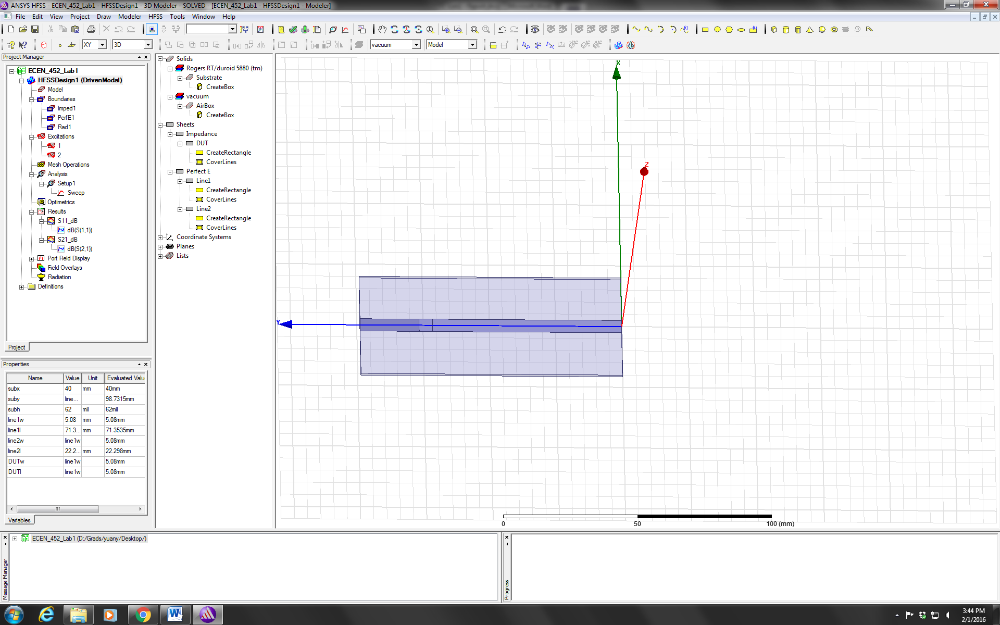 ANSYS HFSS - ECEN_452_Lab1 - HFSSDesign1 - 3D Modeler - SOLVED - [ECEN_452_Lab1 - HFSSDesign1 - Modeler]
File Edit View Project Draw Modeler HFSS Tools Window Help
XY 3D vacuum Model
Project Manager
ECEN_452_Lab1
HFSSDesign1 (DrivenModal)
Model
Boundaries
Imped1
PerfE1
Rad1
Excitations
1
2
Mesh Operations
Analysis
Setup1
Sweep
Optimetrics
Results
S11_dB
dB(S(1,1))
S21_dB
dB(S(2,1))
Port Field Display
Field Overlays
Radiation
Definitions
Project
Solids
Rogers RT/duroid 5880 (tm)
Substrate
CreateBox
vacuum
AirBox
CreateBox
Sheets
Impedance
DUT
CreateRectangle
CoverLines
Perfect E
Line1
CreateRectangle
CoverLines
Line2
CreateRectangle
CoverLines
Coordinate Systems
Planes
Lists
X
Z
Y
0 50 100 (mm)
Properties
Name Value Unit Evaluated Valu
subx 40 mm 40mm
suby line... 98.7315mm
subh 62 mil 62mil
line1w 5.08 mm 5.08mm
line1l 71.3... mm 71.3535mm
line2w line1w 5.08mm
line2l 22.2... mm 22.298mm
DUTw line1w 5.08mm
DUTl line1w 5.08mm
Variables
Message Manager
ECEN_452_Lab1 (D:/Grads/yuany/Desktop/)
Progress
3:44 PM
2/1/2016